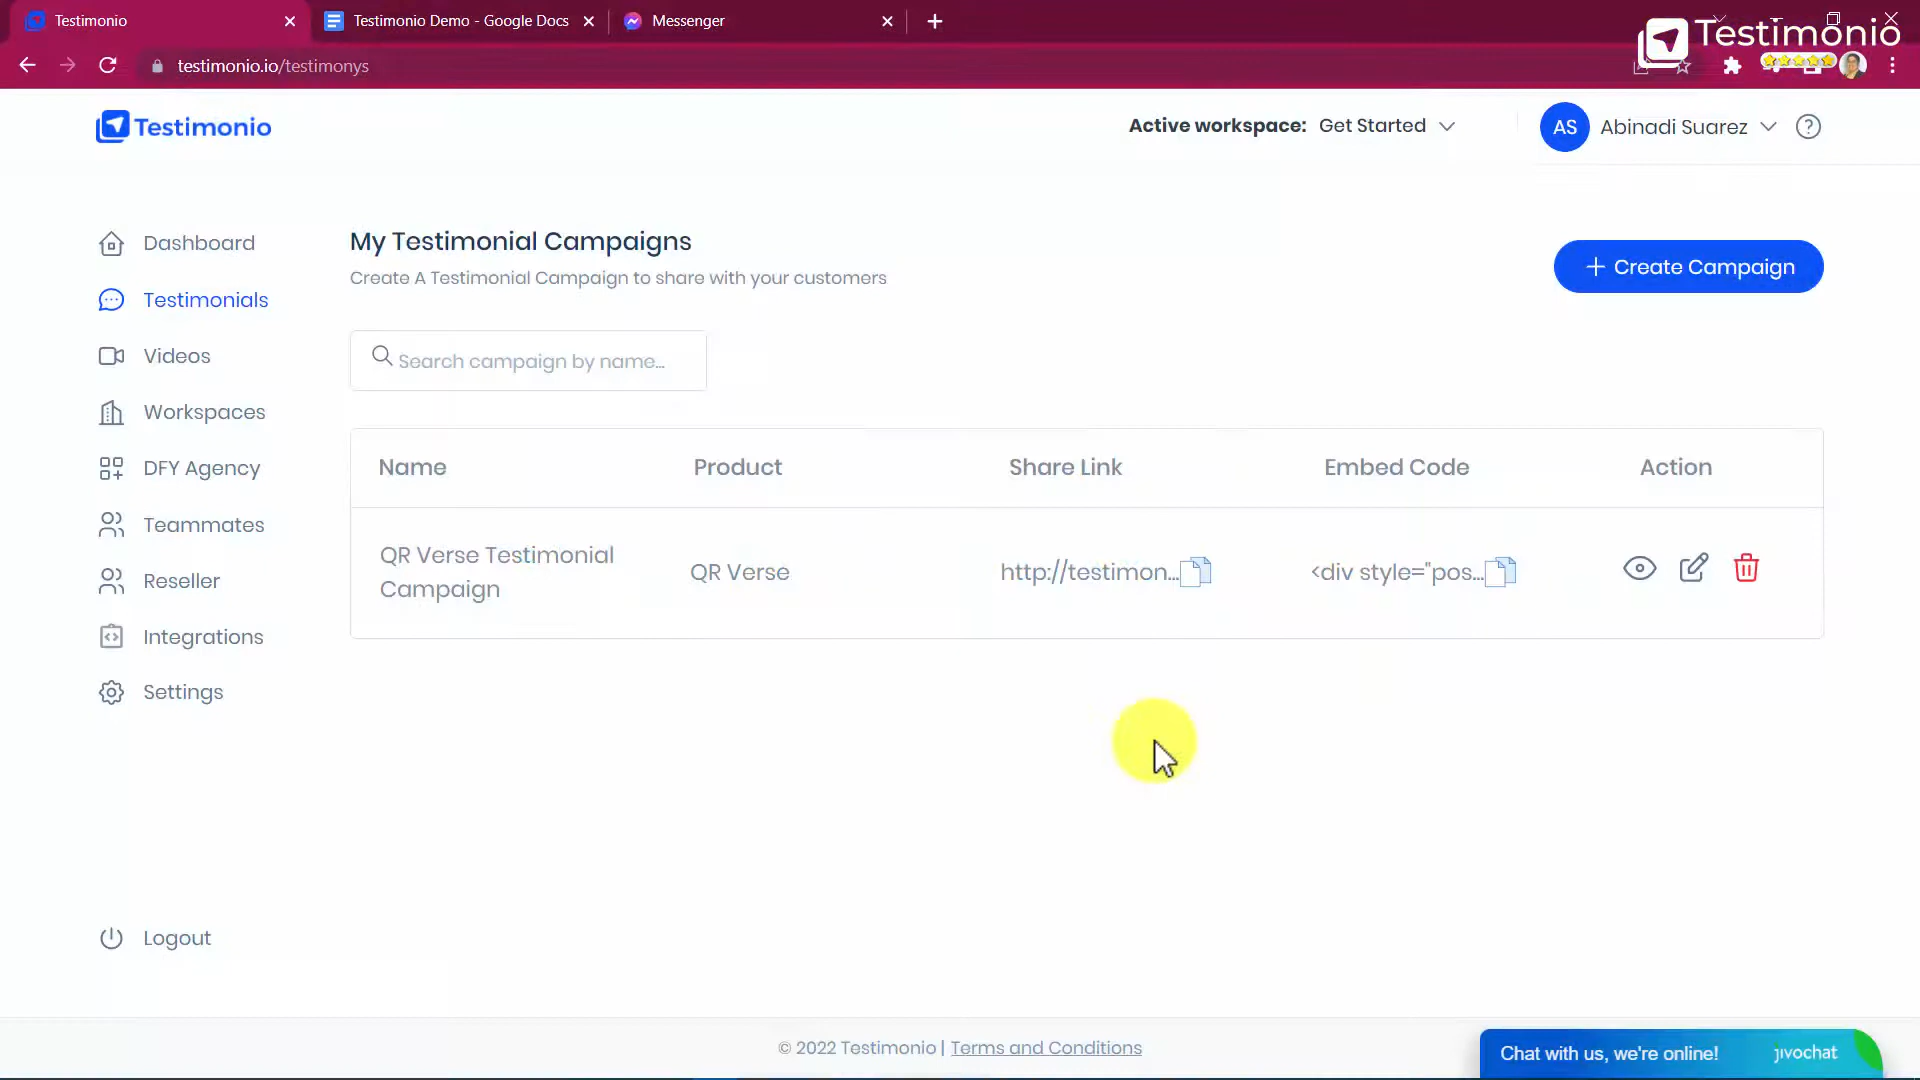 Testimonio
Testimonio Demo - Google Docs
Messenger
Testimonio
testimonio.io/testimonys
Testimonio
Active workspace: Get Started
AS
Abinadi Suarez
Dashboard
Testimonials
Videos
Workspaces
DFY Agency
Teammates
Reseller
Integrations
Settings
Logout
My Testimonial Campaigns
Create A Testimonial Campaign to share with your customers
+ Create Campaign
Search campaign by name...
Name Product Share Link Embed Code Action
QR Verse Testimonial
Campaign
QR Verse
http://testimon...
<div style="pos...
© 2022 Testimonio | Terms and Conditions
Chat with us, we're online!
jivochat